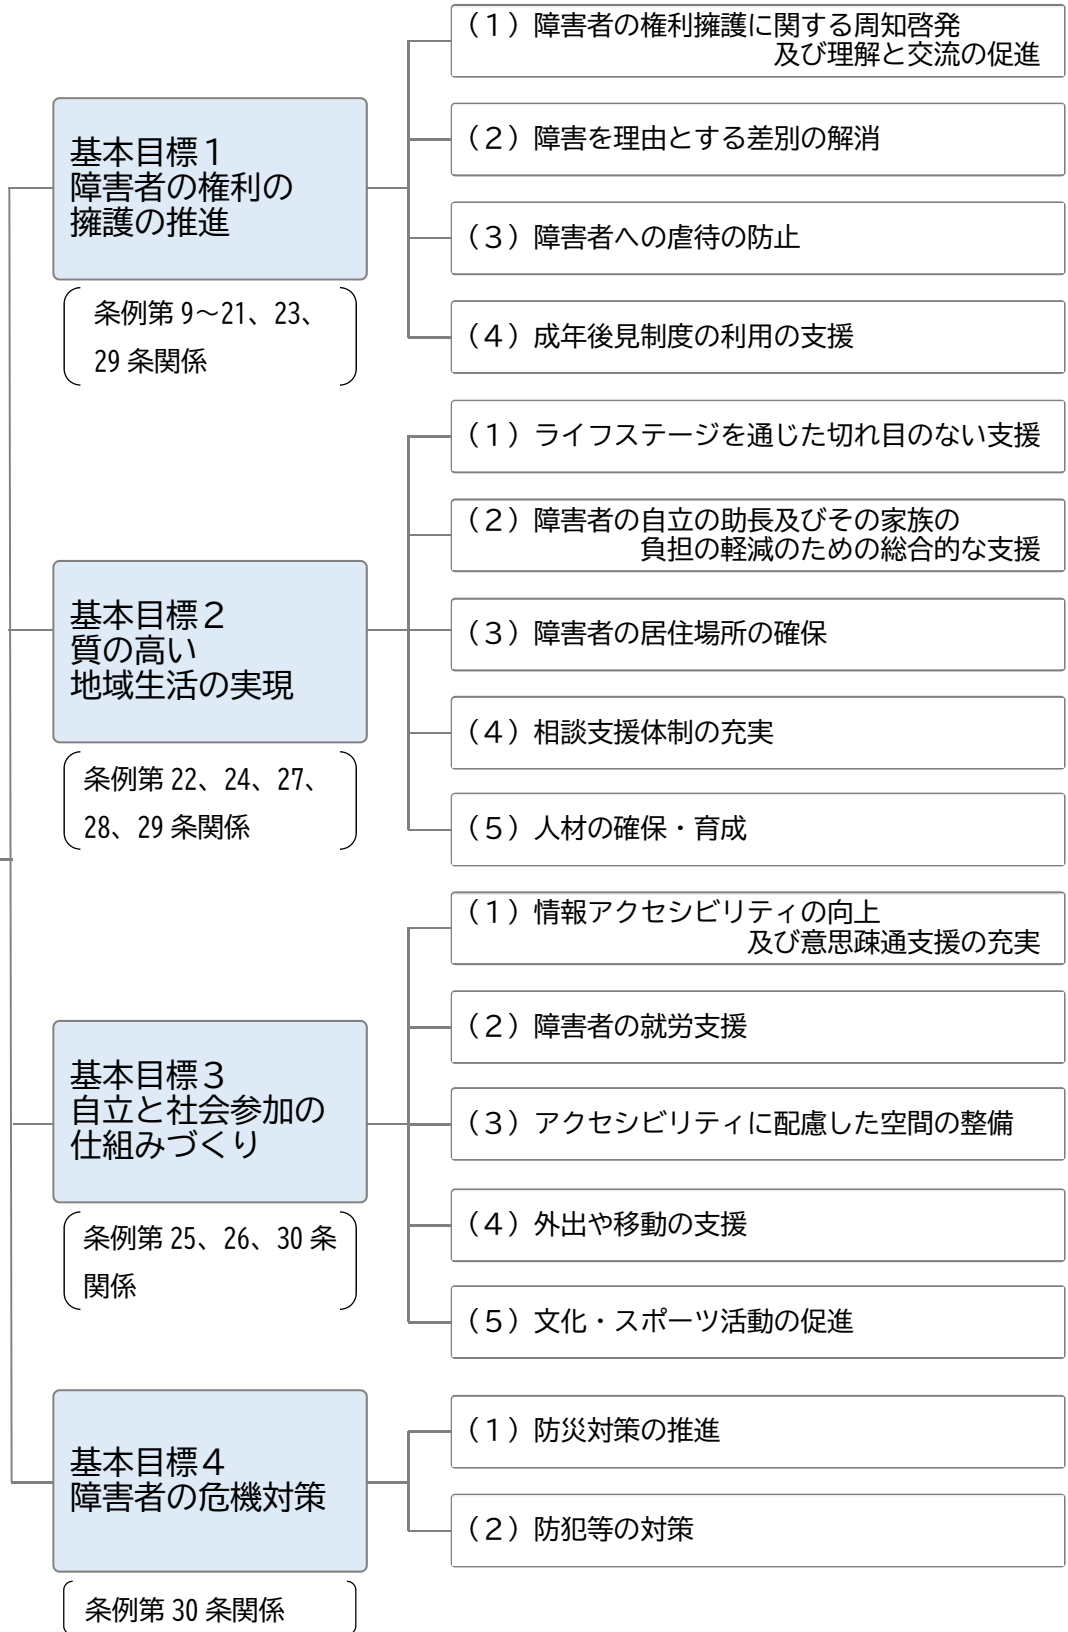 基本目標１
障害者の権利の
擁護の推進
条例第 9～21、23、
29 条関係
（１）障害者の権利擁護に関する周知啓発
及び理解と交流の促進
（２）障害を理由とする差別の解消
（３）障害者への虐待の防止
（４）成年後見制度の利用の支援
基本目標２
質の高い
地域生活の実現
条例第 22、24、27、
28、29 条関係
（１）ライフステージを通じた切れ目のない支援
（２）障害者の自立の助長及びその家族の
負担の軽減のための総合的な支援
（３）障害者の居住場所の確保
（４）相談支援体制の充実
（５）人材の確保・育成
基本目標３
自立と社会参加の
仕組みづくり
条例第 25、26、30 条
関係
（１）情報アクセシビリティの向上
及び意思疎通支援の充実
（２）障害者の就労支援
（３）アクセシビリティに配慮した空間の整備
（４）外出や移動の支援
（５）文化・スポーツ活動の促進
基本目標４
障害者の危機対策
条例第 30 条関係
（１）防災対策の推進
（２）防犯等の対策